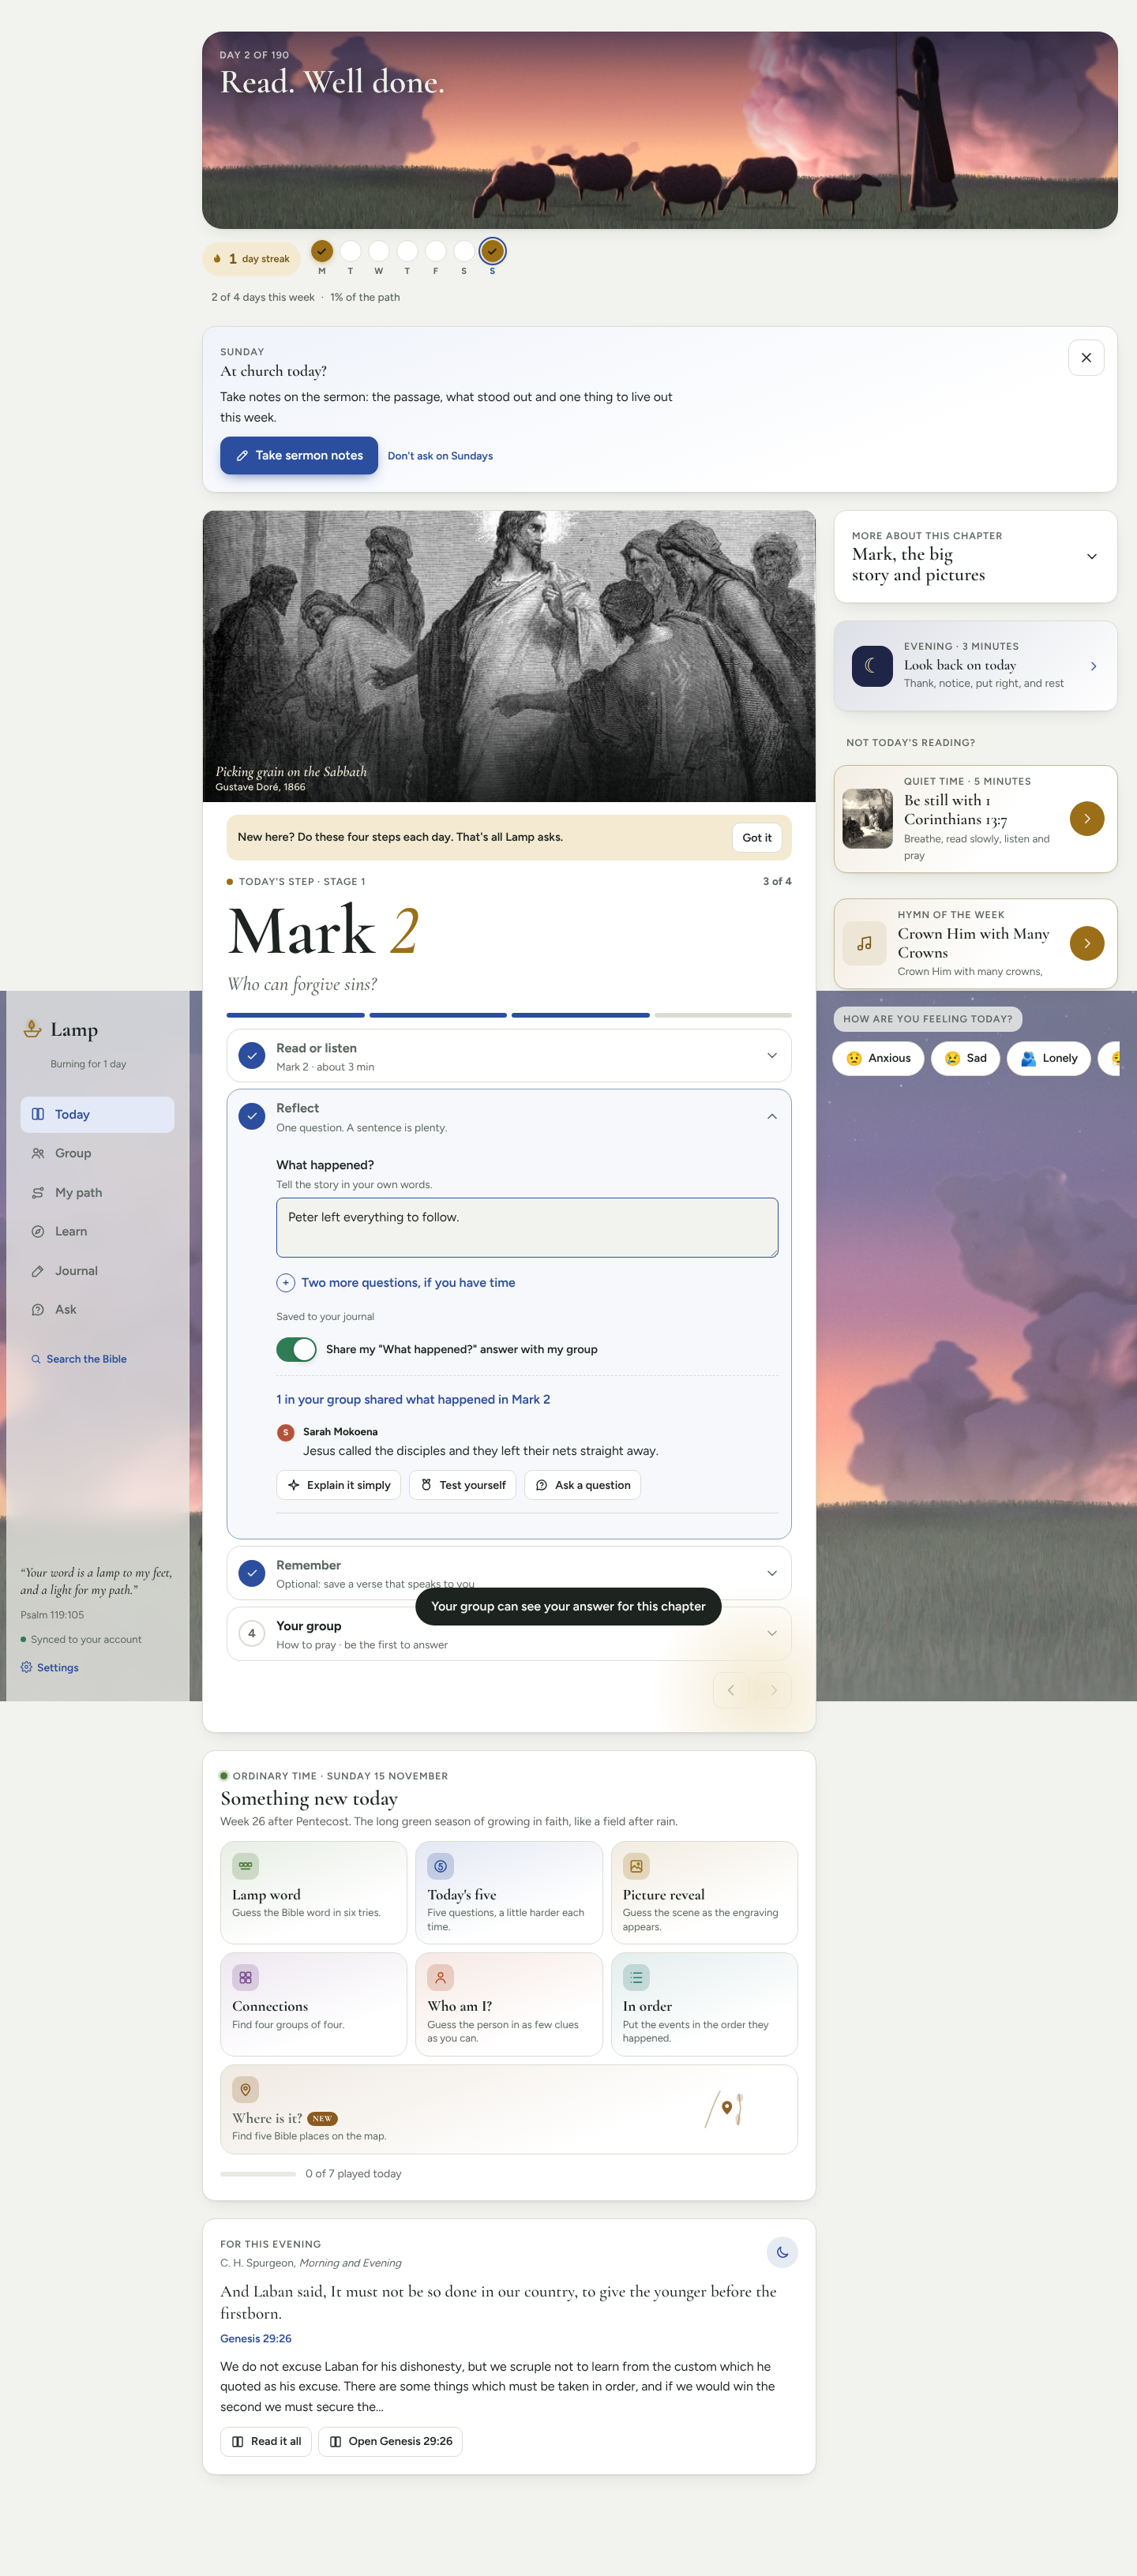 DAY 2 OF 190
Read. Well done.
1 day streak
M T W T F S S
2 of 4 days this week · 1% of the path
SUNDAY
At church today?
Take notes on the sermon: the passage, what stood out and one thing to live out
this week.
Take sermon notes
Don't ask on Sundays
Picking grain on the Sabbath
Gustave Doré, 1866
New here? Do these four steps each day. That's all Lamp asks.
Got it
TODAY'S STEP · STAGE 1
3 of 4
Mark 2
Who can forgive sins?
Read or listen
Mark 2 · about 3 min
Reflect
One question. A sentence is plenty.
What happened?
Tell the story in your own words.
Peter left everything to follow.
+ Two more questions, if you have time
Saved to your journal
Share my "What happened?" answer with my group
1 in your group shared what happened in Mark 2
S
Sarah Mokoena
Jesus called the disciples and they left their nets straight away.
Explain it simply
Test yourself
Ask a question
Remember
Optional: save a verse that speaks to you
Your group can see your answer for this chapter
4
Your group
How to pray · be the first to answer
MORE ABOUT THIS CHAPTER
Mark, the big
story and pictures
EVENING · 3 MINUTES
Look back on today
Thank, notice, put right, and rest
NOT TODAY'S READING?
QUIET TIME · 5 MINUTES
Be still with 1
Corinthians 13:7
Breathe, read slowly, listen and
pray
HYMN OF THE WEEK
Crown Him with Many
Crowns
Crown Him with many crowns,
HOW ARE YOU FEELING TODAY?
Anxious
Sad
Lonely
Lamp
Burning for 1 day
Today
Group
My path
Learn
Journal
Ask
Search the Bible
“Your word is a lamp to my feet,
and a light for my path.”
Psalm 119:105
Synced to your account
Settings
ORDINARY TIME · SUNDAY 15 NOVEMBER
Something new today
Week 26 after Pentecost. The long green season of growing in faith, like a field after rain.
Lamp word
Guess the Bible word in six tries.
5
Today's five
Five questions, a little harder each
time.
Picture reveal
Guess the scene as the engraving
appears.
Connections
Find four groups of four.
Who am I?
Guess the person in as few clues
as you can.
In order
Put the events in the order they
happened.
Where is it? NEW
Find five Bible places on the map.
0 of 7 played today
FOR THIS EVENING
C. H. Spurgeon, Morning and Evening
And Laban said, It must not be so done in our country, to give the younger before the
firstborn.
Genesis 29:26
We do not excuse Laban for his dishonesty, but we scruple not to learn from the custom which he
quoted as his excuse. There are some things which must be taken in order, and if we would win the
second we must secure the…
Read it all
Open Genesis 29:26